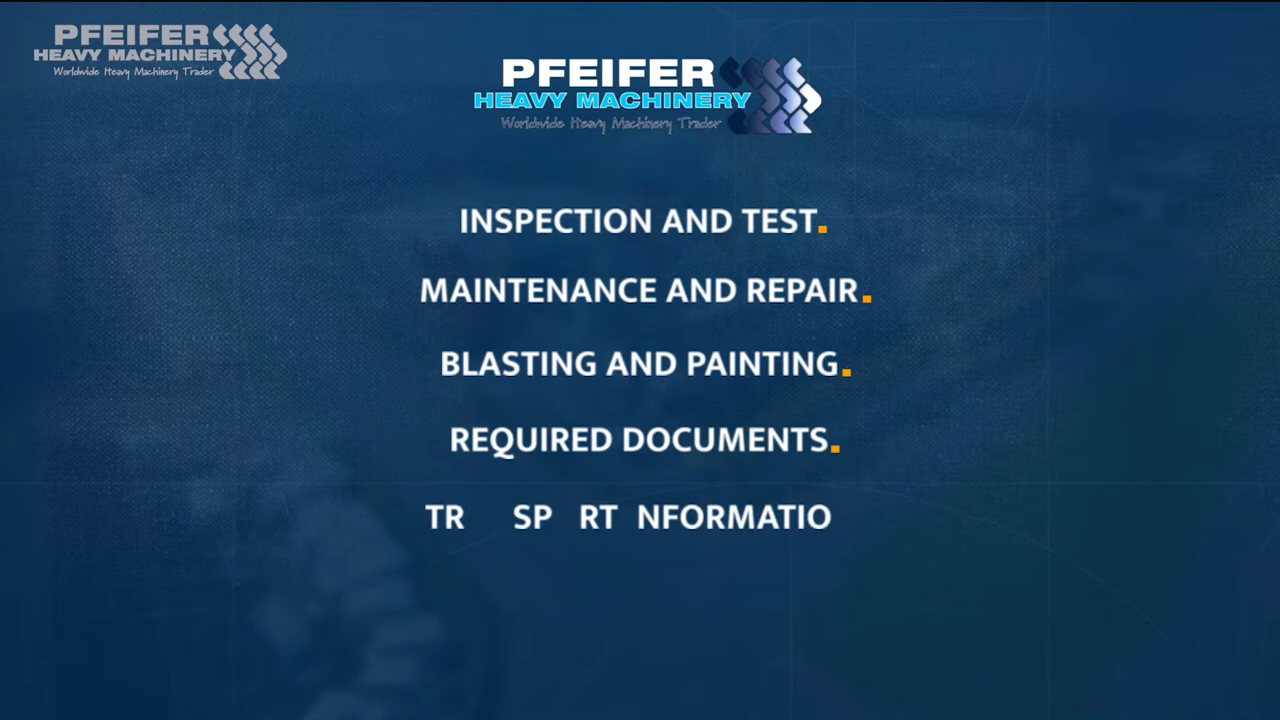 PFEIFER
HEAVY MACHINERY
Worldwide Heavy Machinery Trader
PFEIFER
HEAVY MACHINERY
Worldwide Heavy Machinery Trader
INSPECTION AND TEST.
MAINTENANCE AND REPAIR.
BLASTING AND PAINTING.
REQUIRED DOCUMENTS.
TR SP RT NFORMATIO